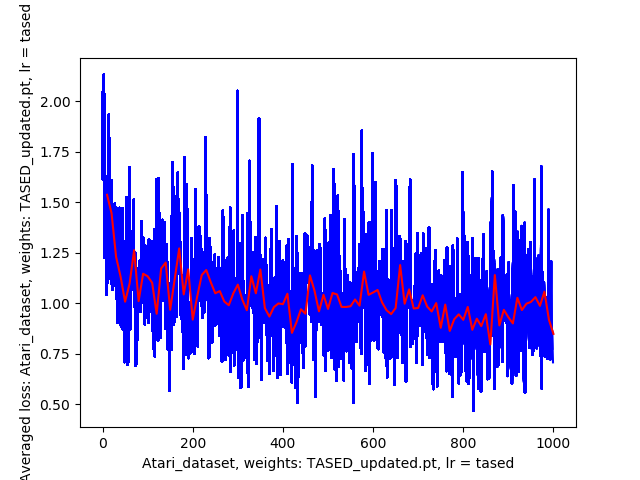 Averaged loss: Atari_dataset, weights: TASED_updated.pt, lr = tased
2.00
1.75
1.50
1.25
1.00
0.75
0.50
0 200 400 600 800 1000
Atari_dataset, weights: TASED_updated.pt, lr = tased